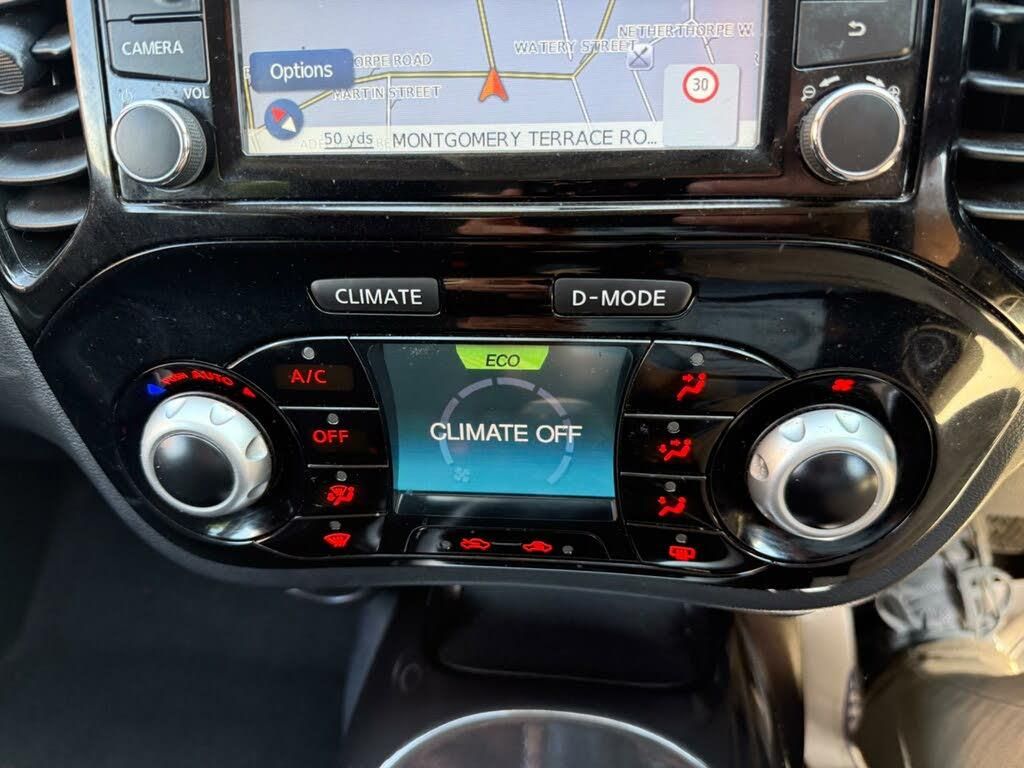 CAMERA
VOL
NETHERTHORPE W
WATERY STREET
ORPE ROAD
Options
MARTIN STREET
30
50 yds
MONTGOMERY TERRACE RO...
CLIMATE
D-MODE
ECO
AUTO
A/C
OFF
CLIMATE OFF